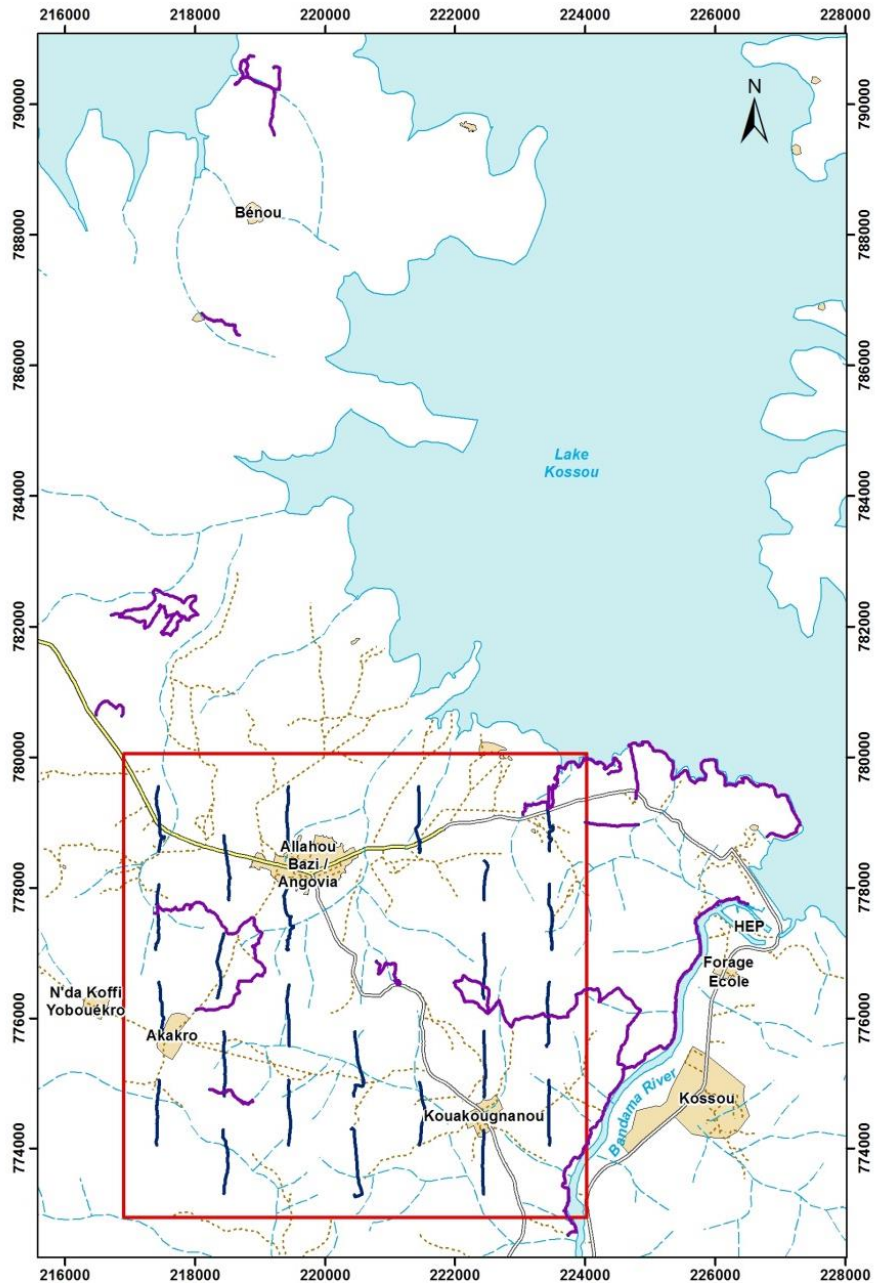 216000 218000 220000 222000 224000 226000 228000
790000
790000
N
Bénou
788000
788000
786000
786000
Lake
Kossou
784000
784000
782000
782000
780000
780000
Allahou
Bazi /
Angovia
778000
778000
HEP
Forage
Ecole
N'da Koffi
Yobouékro
776000
776000
Akakro
Kossou
Kouakougnanou
Bandama River
774000
774000
216000 218000 220000 222000 224000 226000 228000